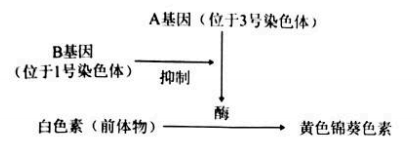 A基因（位于3号染色体）
B基因
（位于1号染色体）
抑制
酶
白色素（前体物）
黄色锦葵色素